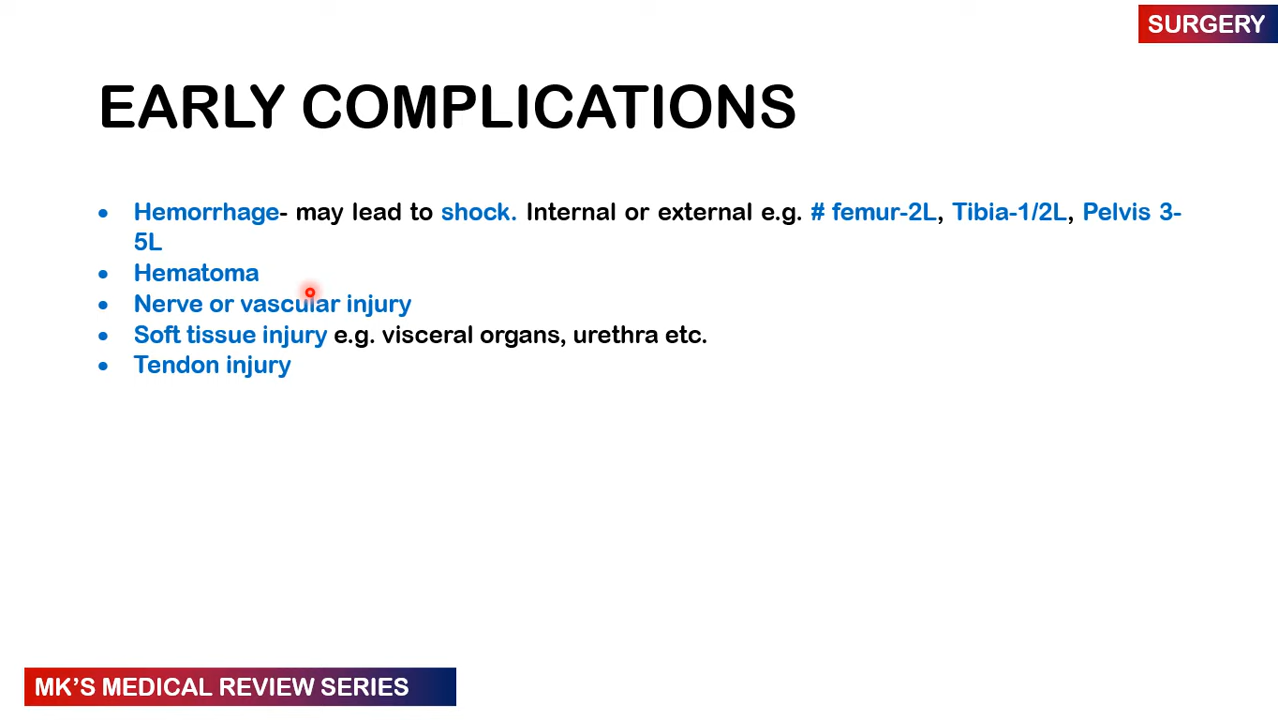 SURGERY
EARLY COMPLICATIONS
• Hemorrhage- may lead to shock. Internal or external e.g. # femur-2L, Tibia-1/2L, Pelvis 3-
5L
• Hematoma
• Nerve or vascular injury
• Soft tissue injury e.g. visceral organs, urethra etc.
• Tendon injury
MK'S MEDICAL REVIEW SERIES